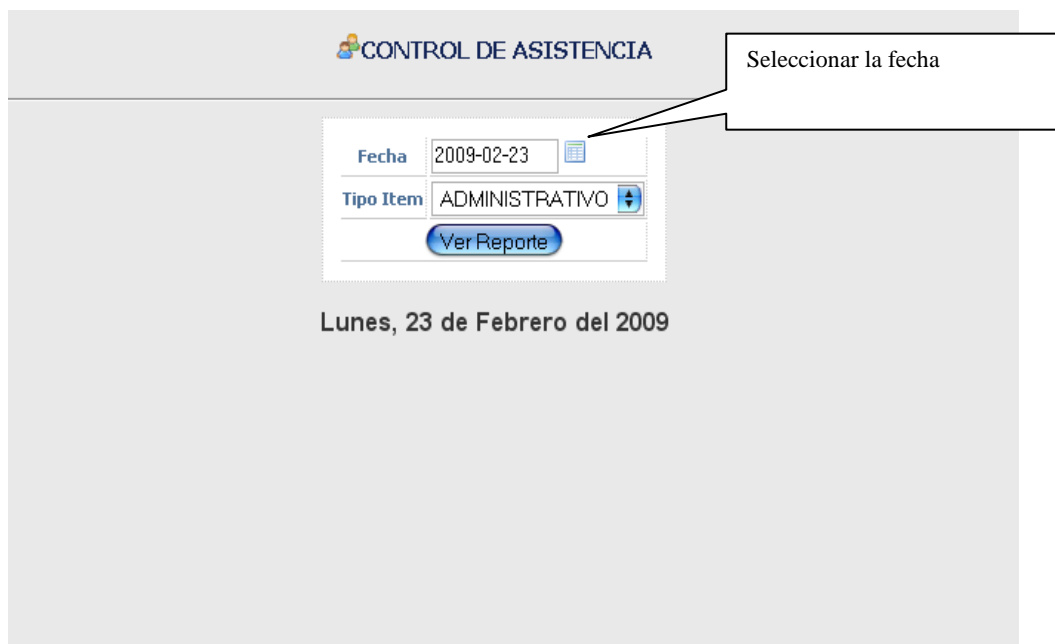 CONTROL DE ASISTENCIA
Seleccionar la fecha
Fecha 2009-02-23
Tipo Item ADMINISTRATIVO
Ver Reporte
Lunes, 23 de Febrero del 2009